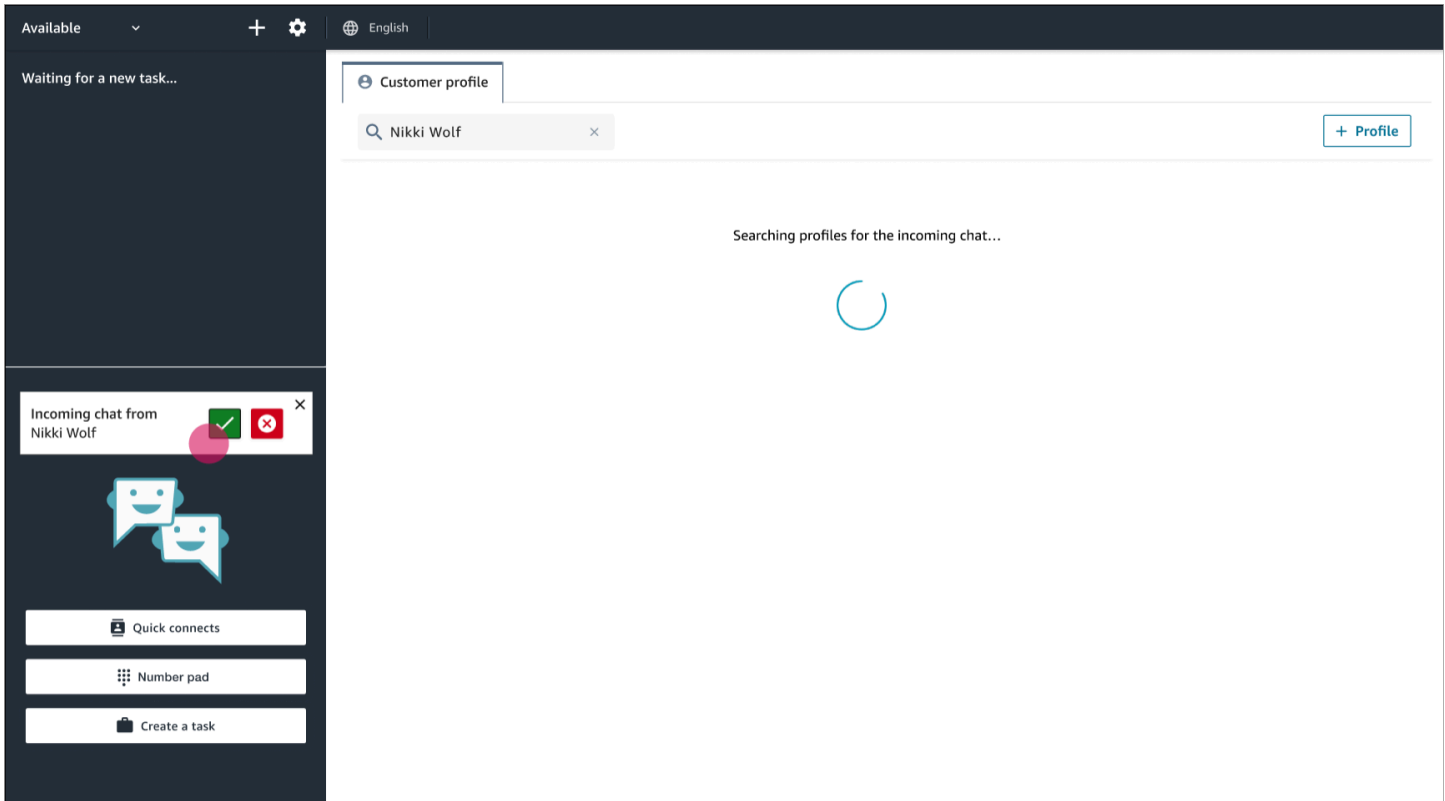 Available
English
Waiting for a new task...
Customer profile
Nikki Wolf
+ Profile
Searching profiles for the incoming chat...
Incoming chat from
Nikki Wolf
Quick connects
Number pad
Create a task